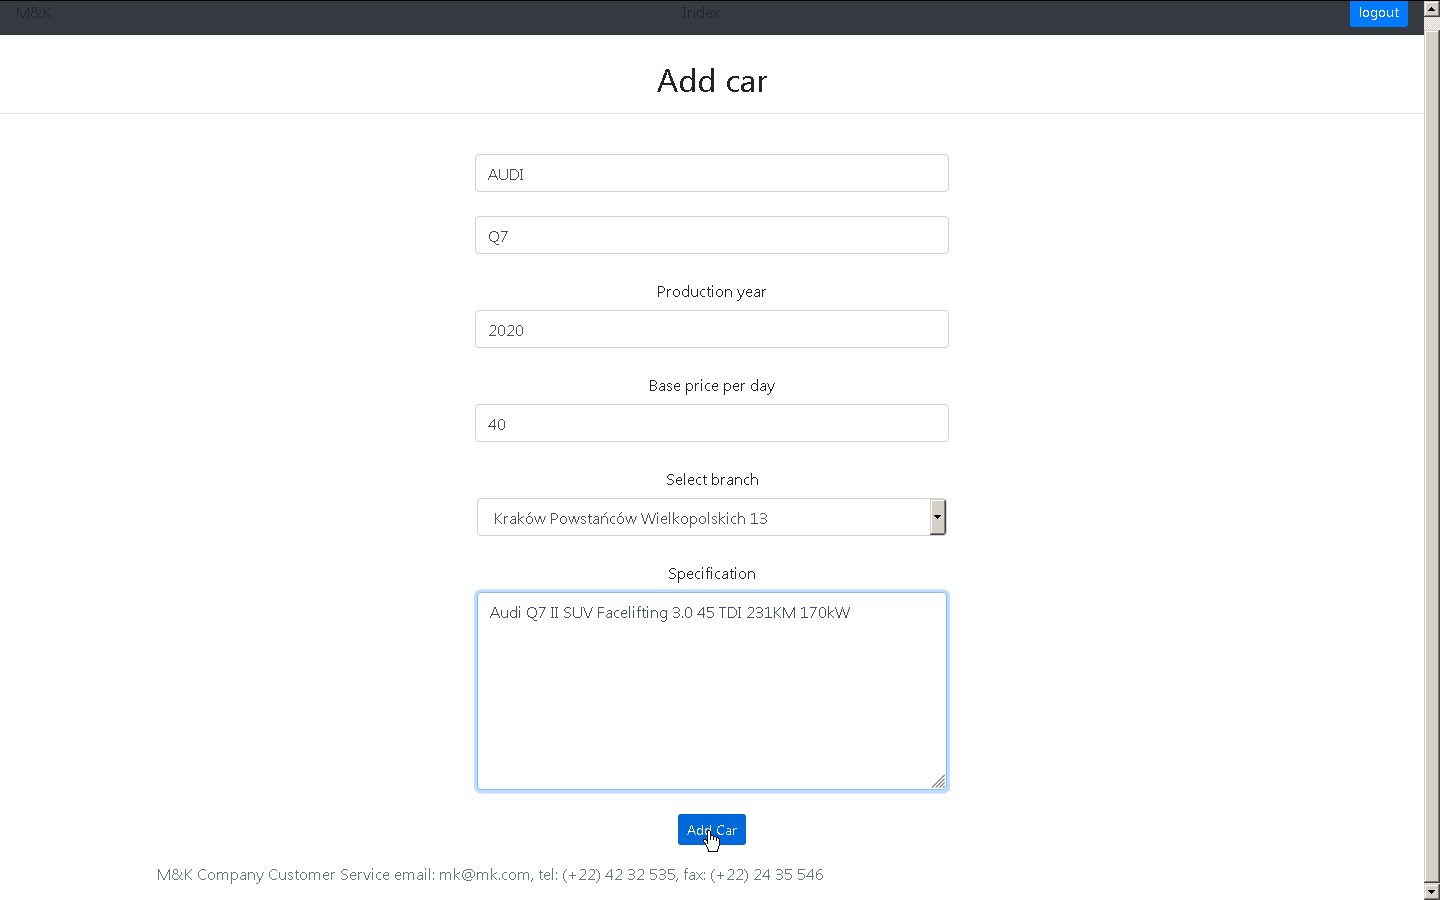 M&K Index logout
Add car
AUDI
Q7
Production year
2020
Base price per day
40
Select branch
Kraków Powstańców Wielkopolskich 13
Specification
Audi Q7 II SUV Facelifting 3.0 45 TDI 231KM 170kW
Add Car
M&K Company Customer Service email: mk@mk.com, tel: (+22) 42 32 535, fax: (+22) 24 35 546